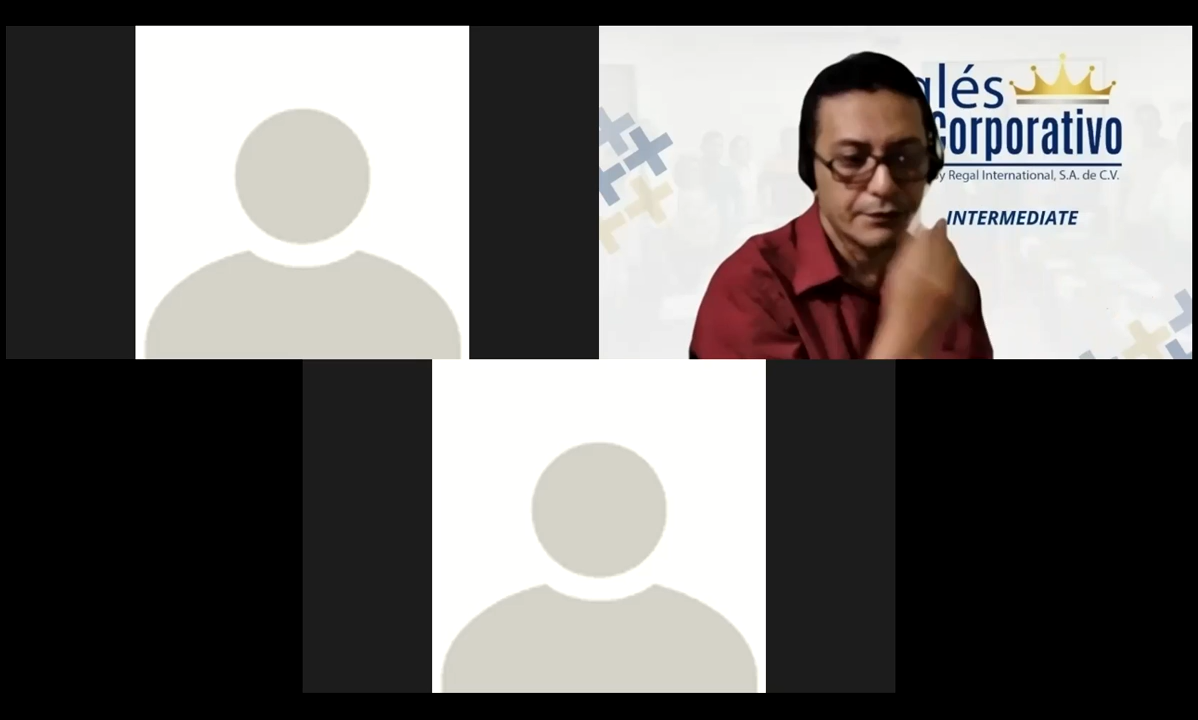 glés
Corporativo
y Regal International, S.A. de C.V.
INTERMEDIATE